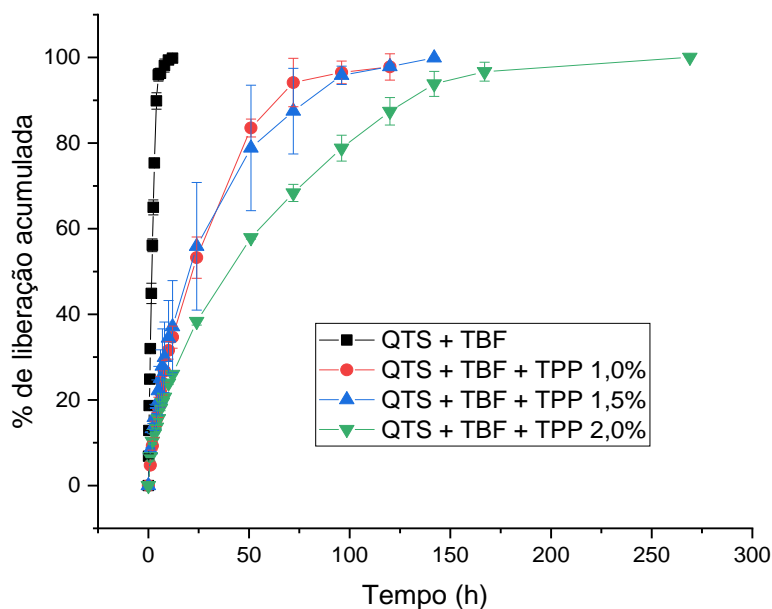 % de liberação acumulada
100
80
60
40
20
0
QTS + TBF
QTS + TBF + TPP 1,0%
QTS + TBF + TPP 1,5%
QTS + TBF + TPP 2,0%
0 50 100 150 200 250 300
Tempo (h)